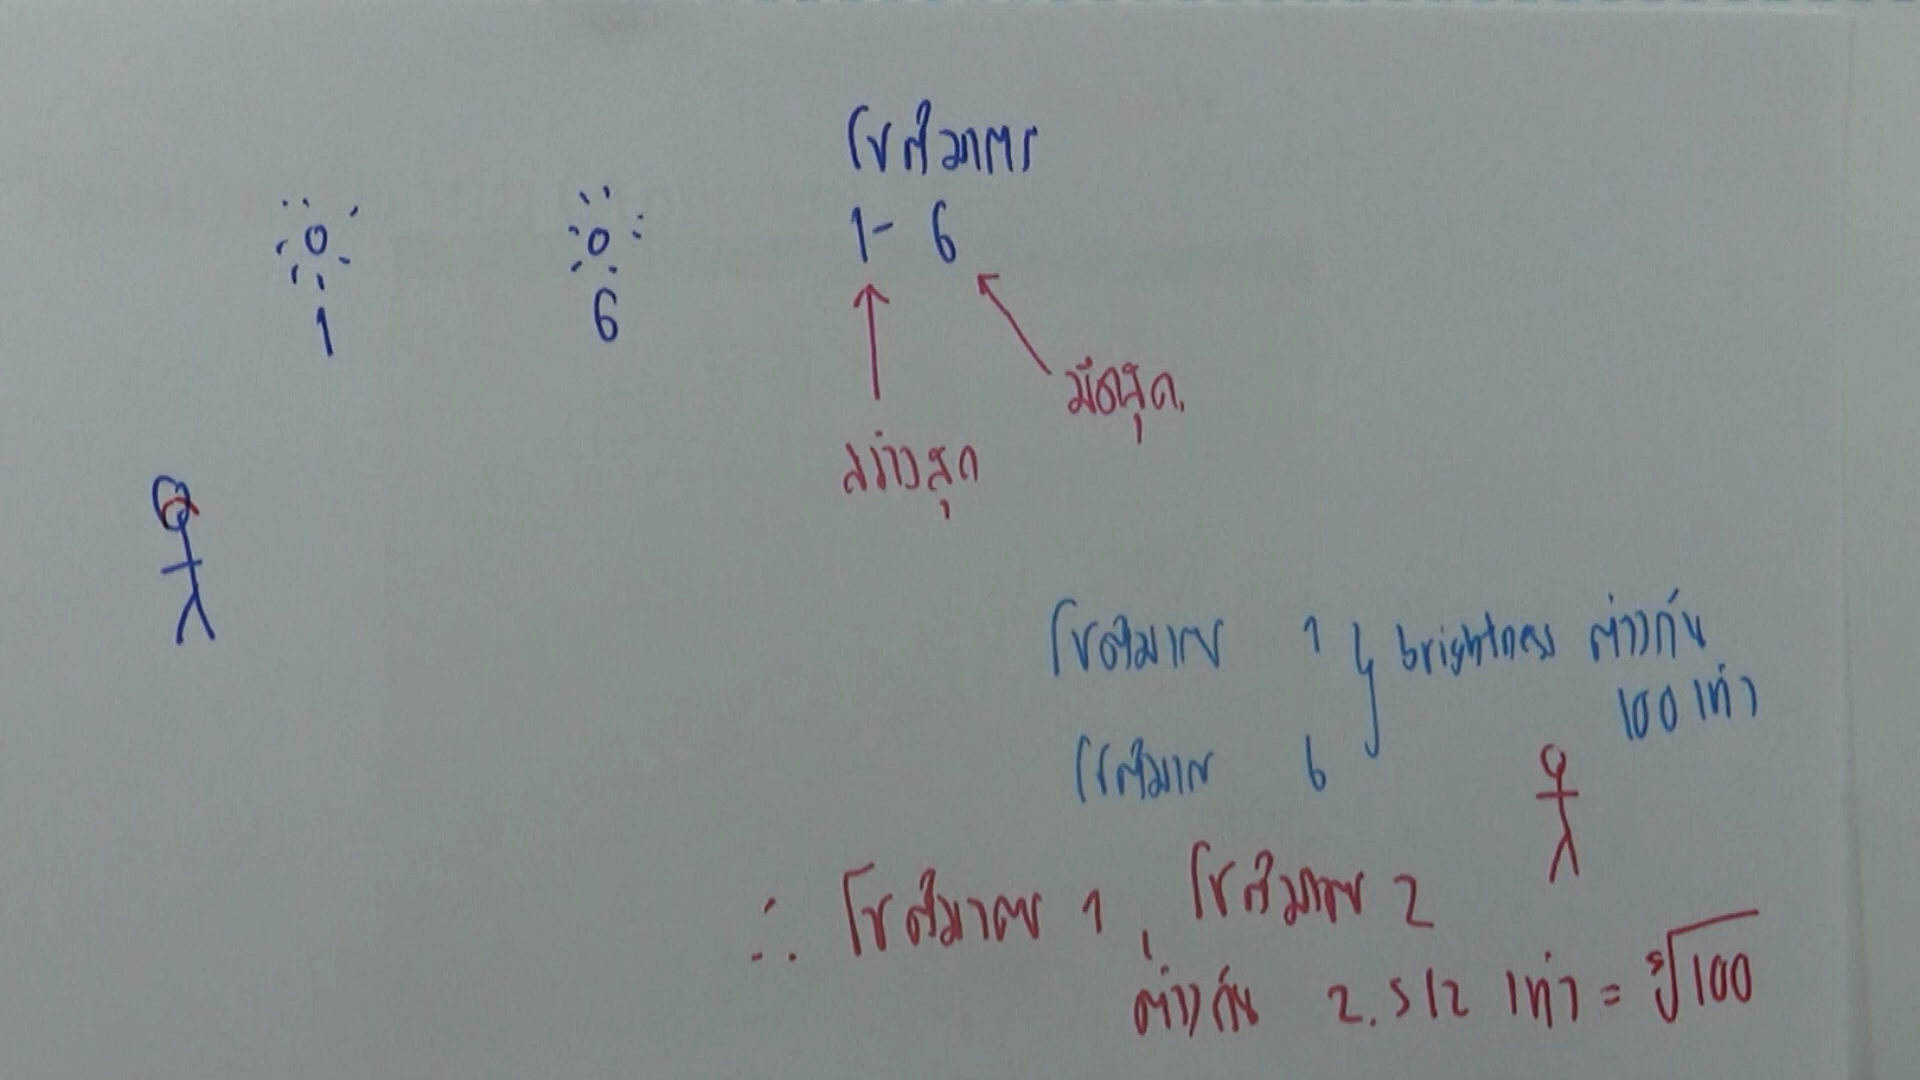 โชติมาตร
1- 6
1
6
มืดสุด.
สว่างสุด
โชติมาตร 1 brightness ต่างกัน
100 เท่า
โชติมาตร 6
∴ โชติมาตร 1 , โชติมาตร 2
ต่างกัน 2.512 เท่า = ⁵√100